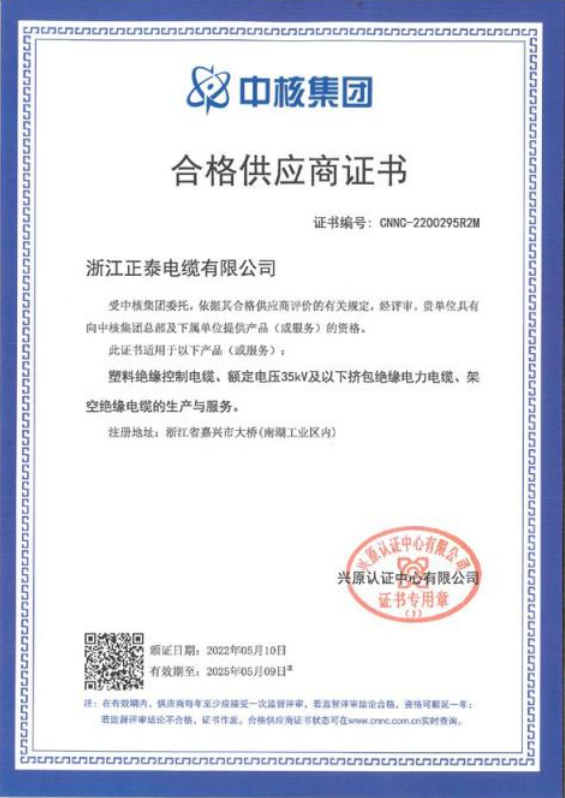 中核集团
合格供应商证书
证书编号：CNNC-2200295R2M
浙江正泰电缆有限公司
受中核集团委托，依据其合格供应商评价的有关规定，经评审，贵单位具有
向中核集团总部及下属单位提供产品（或服务）的资格。
此证书适用于以下产品（或服务）：
塑料绝缘控制电缆、额定电压35kV及以下挤包绝缘电力电缆、架
空绝缘电缆的生产与服务。
注册地址：浙江省嘉兴市大桥(南湖工业区内)
兴原认证中心有限公司
兴原认证中心有限公司
证书专用章
(1)
颁证日期：2022年05月10日
有效期至：2025年05月09日注
注：在有效期内，供应商每年至少应接受一次监督评审，若监督评审结论合格，资格可顺延一年；
若监督评审结论不合格，证书作废。合格供应商证书状态可在www.cnnc.com.cn实时查询。